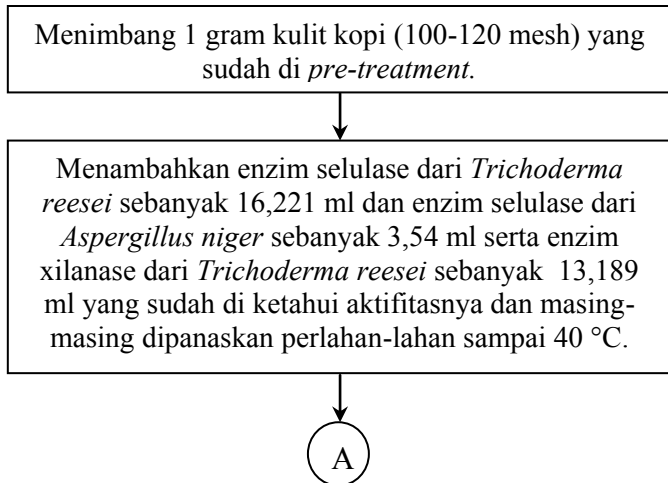 Menimbang 1 gram kulit kopi (100-120 mesh) yang
sudah di pre-treatment.
Menambahkan enzim selulase dari Trichoderma
reesei sebanyak 16,221 ml dan enzim selulase dari
Aspergillus niger sebanyak 3,54 ml serta enzim
xilanase dari Trichoderma reesei sebanyak 13,189
ml yang sudah di ketahui aktifitasnya dan masing-
masing dipanaskan perlahan-lahan sampai 40 °C.
A